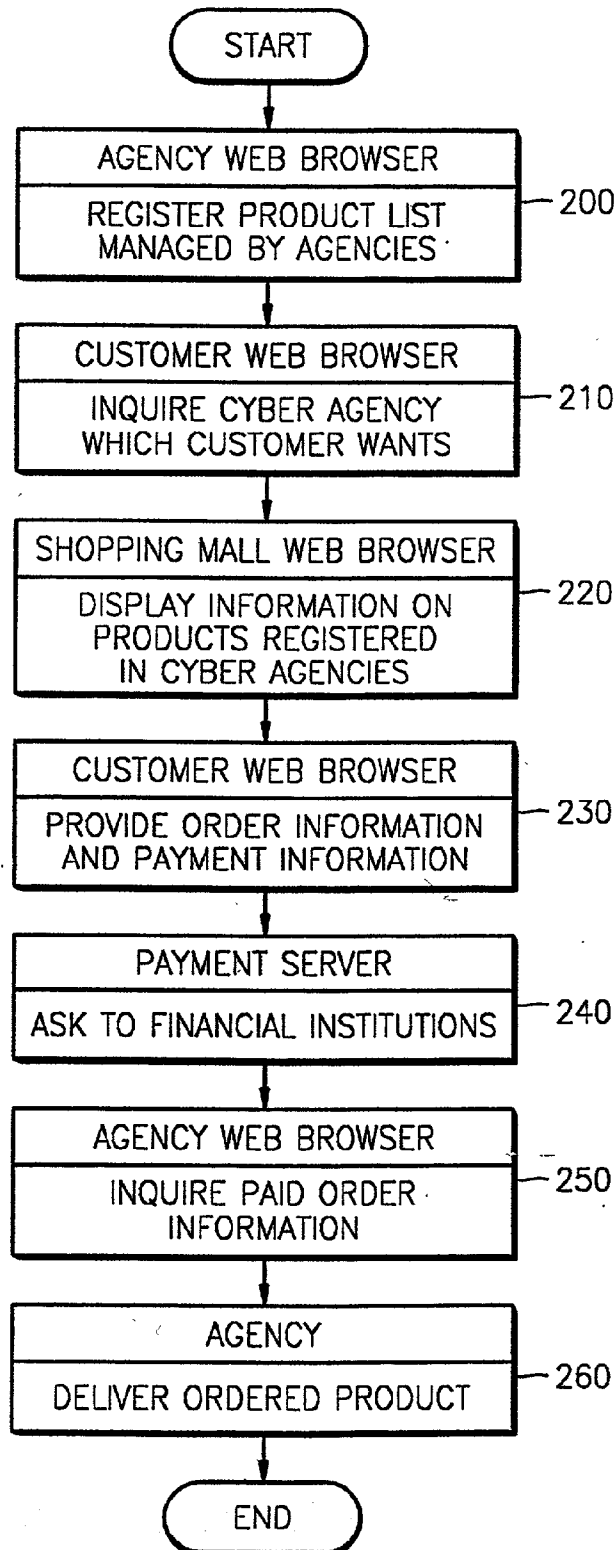 START
AGENCY WEB BROWSER
REGISTER PRODUCT LIST
MANAGED BY AGENCIES
200
CUSTOMER WEB BROWSER
INQUIRE CYBER AGENCY
WHICH CUSTOMER WANTS
210
SHOPPING MALL WEB BROWSER
DISPLAY INFORMATION ON
PRODUCTS REGISTERED
IN CYBER AGENCIES
220
CUSTOMER WEB BROWSER
PROVIDE ORDER INFORMATION
AND PAYMENT INFORMATION
230
PAYMENT SERVER
ASK TO FINANCIAL INSTITUTIONS
240
AGENCY WEB BROWSER
INQUIRE PAID ORDER
INFORMATION
250
AGENCY
DELIVER ORDERED PRODUCT
260
END